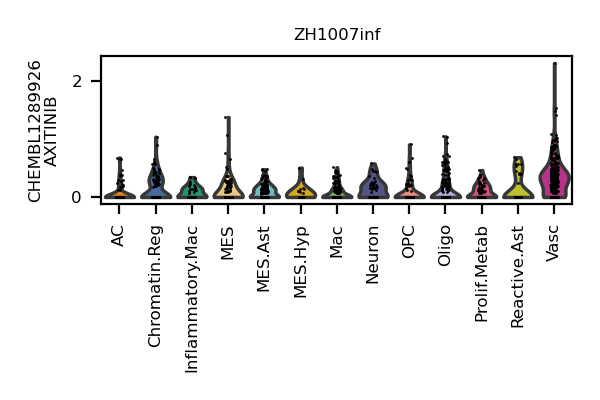 ZH1007inf
CHEMBL1289926
AXITINIB
2
0
AC
Chromatin.Reg
Inflammatory.Mac
MES
MES.Ast
MES.Hyp
Mac
Neuron
OPC
Oligo
Prolif.Metab
Reactive.Ast
Vasc